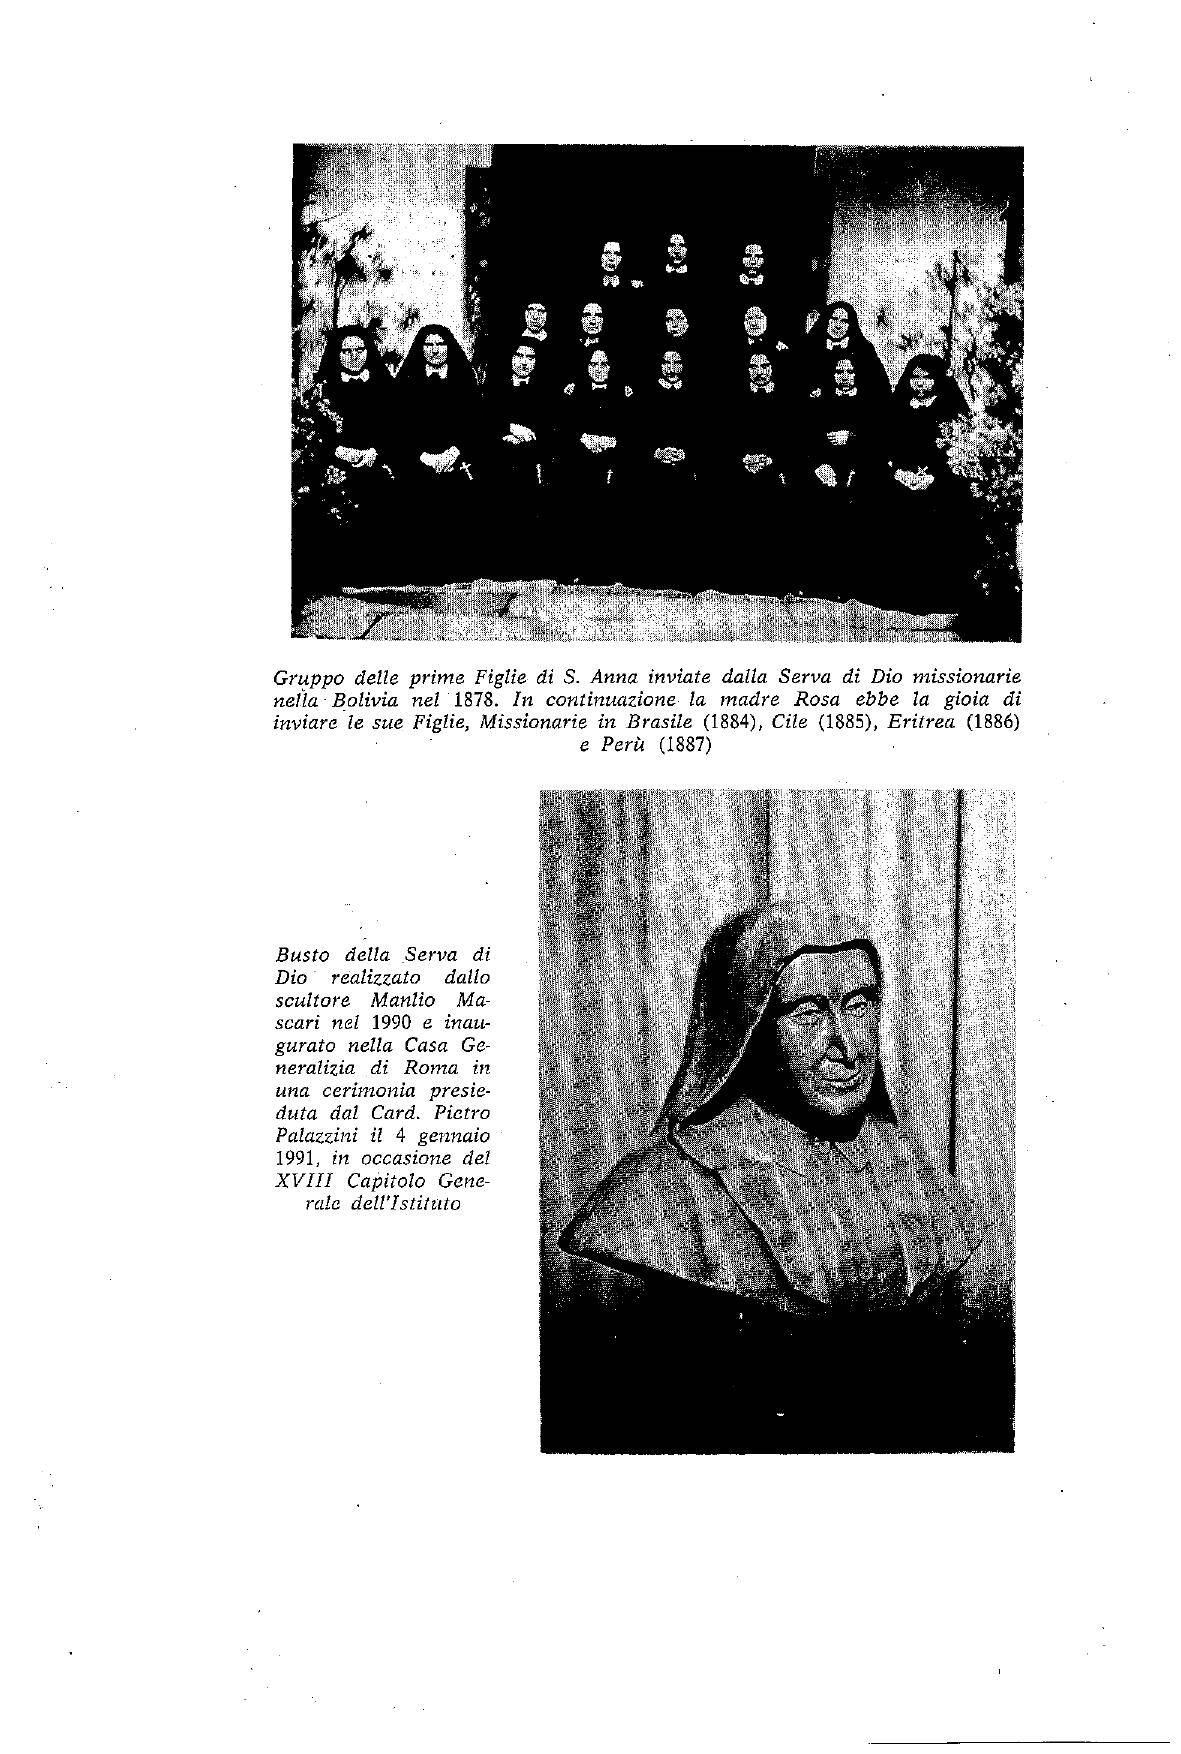 Gruppo delle prime Figlie di S. Anna inviate dalla Serva di Dio missionarie
nella Bolivia nel 1878. In continuazione la madre Rosa ebbe la gioia di
inviare le sue Figlie, Missionarie in Brasile (1884), Cile (1885), Eritrea (1886)
e Perù (1887)
Busto della Serva di
Dio realizzato dallo
scultore Manlio Ma-
scari nel 1990 e inau-
gurato nella Casa Ge-
neralizia di Roma in
una cerimonia presie-
duta dal Card. Pietro
Palazzini il 4 gennaio
1991, in occasione del
XVIII Capitolo Gene-
rale dell'Istituto